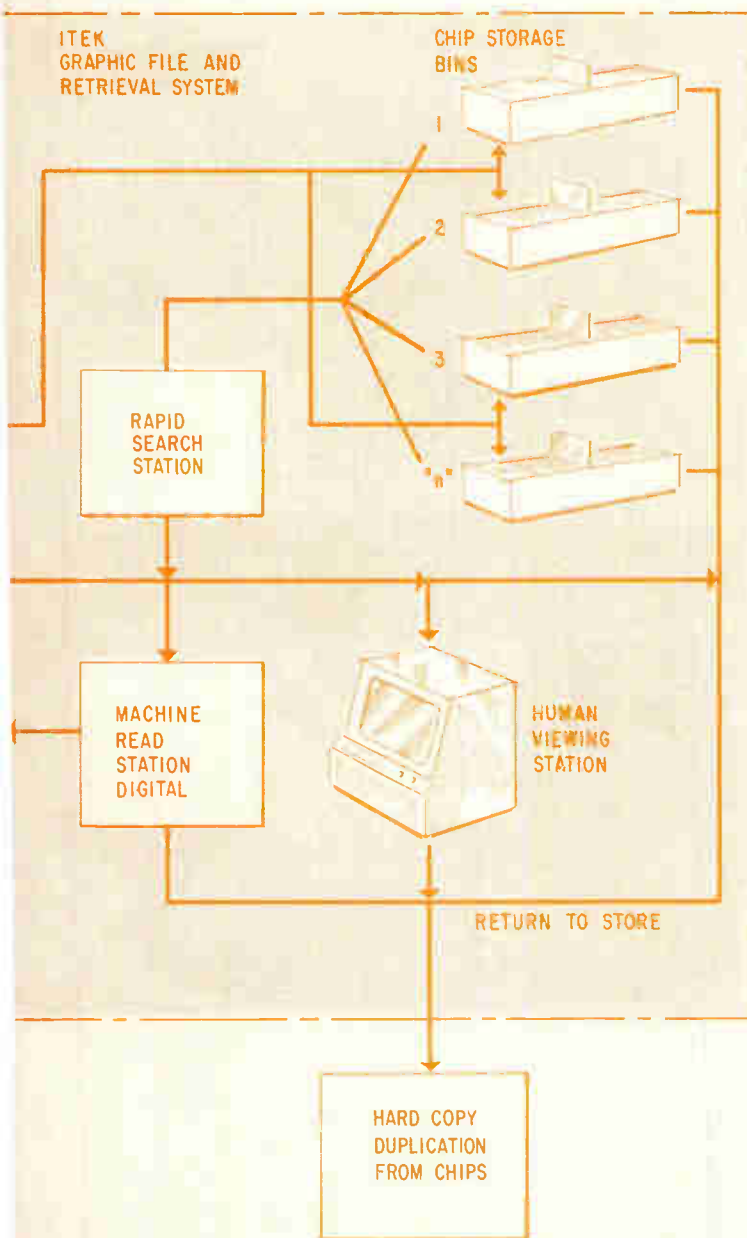 ITEK
GRAPHIC FILE AND
RETRIEVAL SYSTEM
CHIP STORAGE
BINS
1
2
3
"n"
RAPID
SEARCH
STATION
MACHINE
READ
STATION
DIGITAL
HUMAN
VIEWING
STATION
RETURN TO STORE
HARD COPY
DUPLICATION
FROM CHIPS